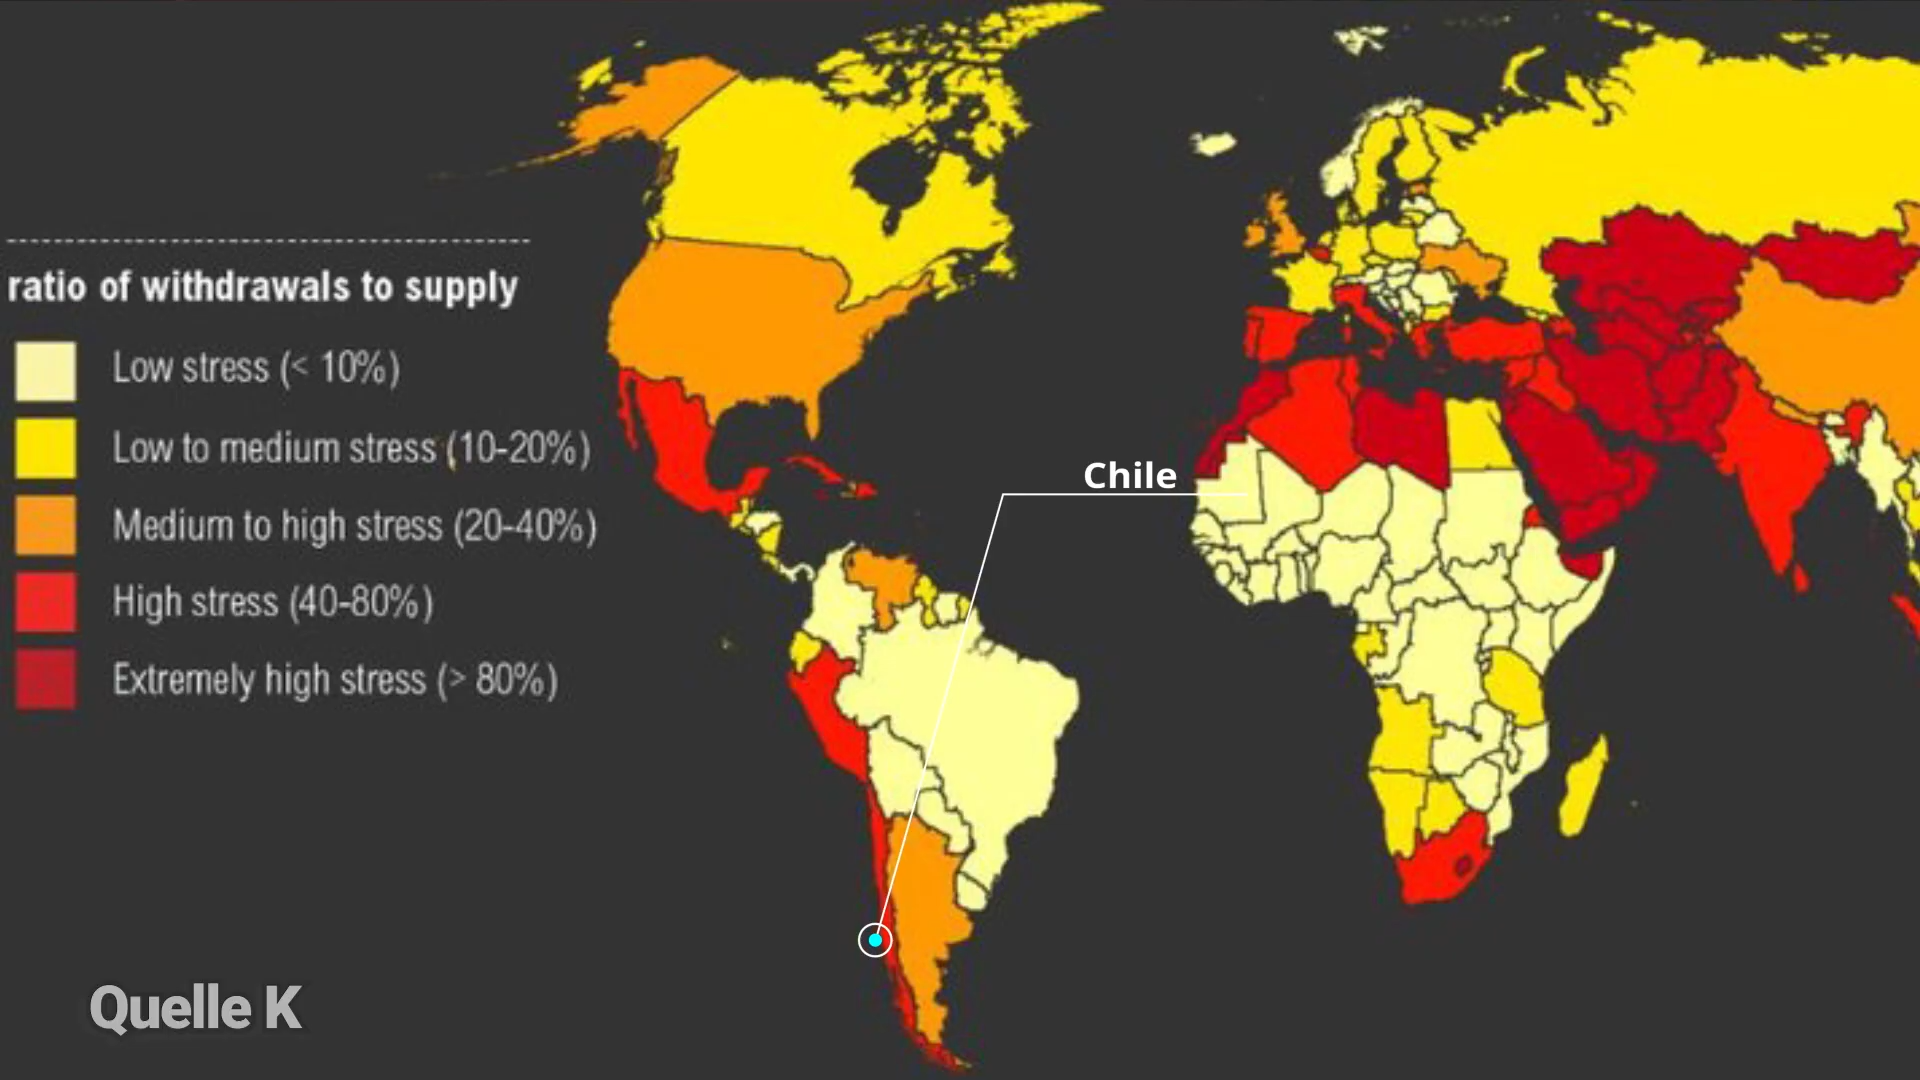 ratio of withdrawals to supply
Low stress (< 10%)
Low to medium stress (10-20%)
Medium to high stress (20-40%)
High stress (40-80%)
Extremely high stress (> 80%)
Chile
Quelle K